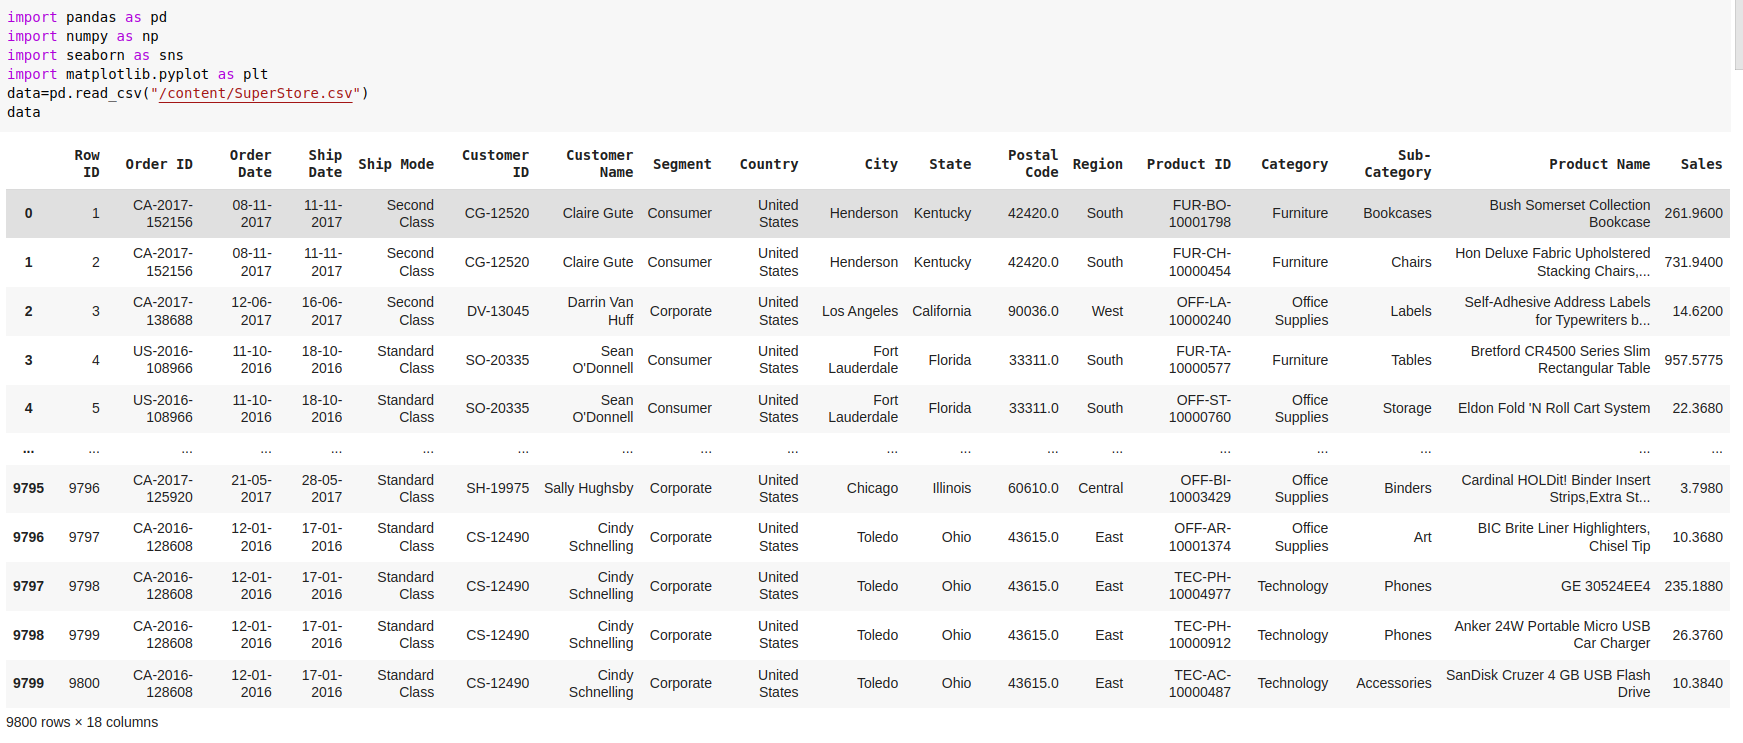 import pandas as pd
import numpy as np
import seaborn as sns
import matplotlib.pyplot as plt
data=pd.read_csv("/content/SuperStore.csv")
data
Row ID Order ID Order Date Ship Date Ship Mode Customer ID Customer Name Segment Country City State Postal Code Region Product ID Category Sub-Category Product Name Sales
0 1 CA-2017-152156 08-11-2017 11-11-2017 Second Class CG-12520 Claire Gute Consumer United States Henderson Kentucky 42420.0 South FUR-BO-10001798 Furniture Bookcases Bush Somerset Collection Bookcase 261.9600
1 2 CA-2017-152156 08-11-2017 11-11-2017 Second Class CG-12520 Claire Gute Consumer United States Henderson Kentucky 42420.0 South FUR-CH-10000454 Furniture Chairs Hon Deluxe Fabric Upholstered Stacking Chairs,... 731.9400
2 3 CA-2017-138688 12-06-2017 16-06-2017 Second Class DV-13045 Darrin Van Huff Corporate United States Los Angeles California 90036.0 West OFF-LA-10000240 Office Supplies Labels Self-Adhesive Address Labels for Typewriters b... 14.6200
3 4 US-2016-108966 11-10-2016 18-10-2016 Standard Class SO-20335 Sean O'Donnell Consumer United States Fort Lauderdale Florida 33311.0 South FUR-TA-10000577 Furniture Tables Bretford CR4500 Series Slim Rectangular Table 957.5775
4 5 US-2016-108966 11-10-2016 18-10-2016 Standard Class SO-20335 Sean O'Donnell Consumer United States Fort Lauderdale Florida 33311.0 South OFF-ST-10000760 Office Supplies Storage Eldon Fold 'N Roll Cart System 22.3680
... ... ... ... ... ... ... ... ... ... ... ... ... ... ... ... ... ... ...
9795 9796 CA-2017-125920 21-05-2017 28-05-2017 Standard Class SH-19975 Sally Hughsby Corporate United States Chicago Illinois 60610.0 Central OFF-BI-10003429 Office Supplies Binders Cardinal HOLDit! Binder Insert Strips,Extra St... 3.7980
9796 9797 CA-2016-128608 12-01-2016 17-01-2016 Standard Class CS-12490 Cindy Schnelling Corporate United States Toledo Ohio 43615.0 East OFF-AR-10001374 Office Supplies Art BIC Brite Liner Highlighters, Chisel Tip 10.3680
9797 9798 CA-2016-128608 12-01-2016 17-01-2016 Standard Class CS-12490 Cindy Schnelling Corporate United States Toledo Ohio 43615.0 East TEC-PH-10004977 Technology Phones GE 30524EE4 235.1880
9798 9799 CA-2016-128608 12-01-2016 17-01-2016 Standard Class CS-12490 Cindy Schnelling Corporate United States Toledo Ohio 43615.0 East TEC-PH-10000912 Technology Phones Anker 24W Portable Micro USB Car Charger 26.3760
9799 9800 CA-2016-128608 12-01-2016 17-01-2016 Standard Class CS-12490 Cindy Schnelling Corporate United States Toledo Ohio 43615.0 East TEC-AC-10000487 Technology Accessories SanDisk Cruzer 4 GB USB Flash Drive 10.3840
9800 rows × 18 columns